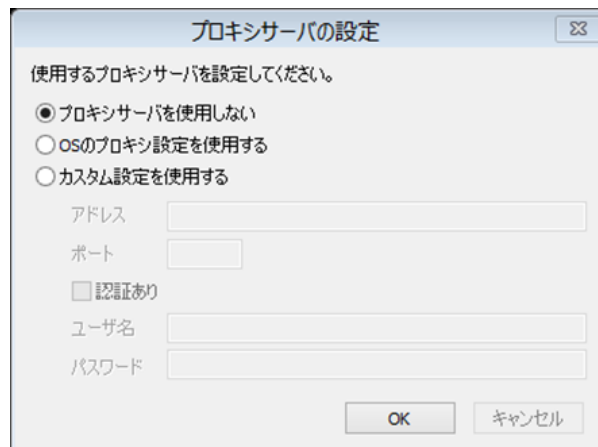 プロキシサーバの設定
使用するプロキシサーバを設定してください。
プロキシサーバを使用しない
OSのプロキシ設定を使用する
カスタム設定を使用する
アドレス
ポート
認証あり
ユーザ名
パスワード
OK キャンセル